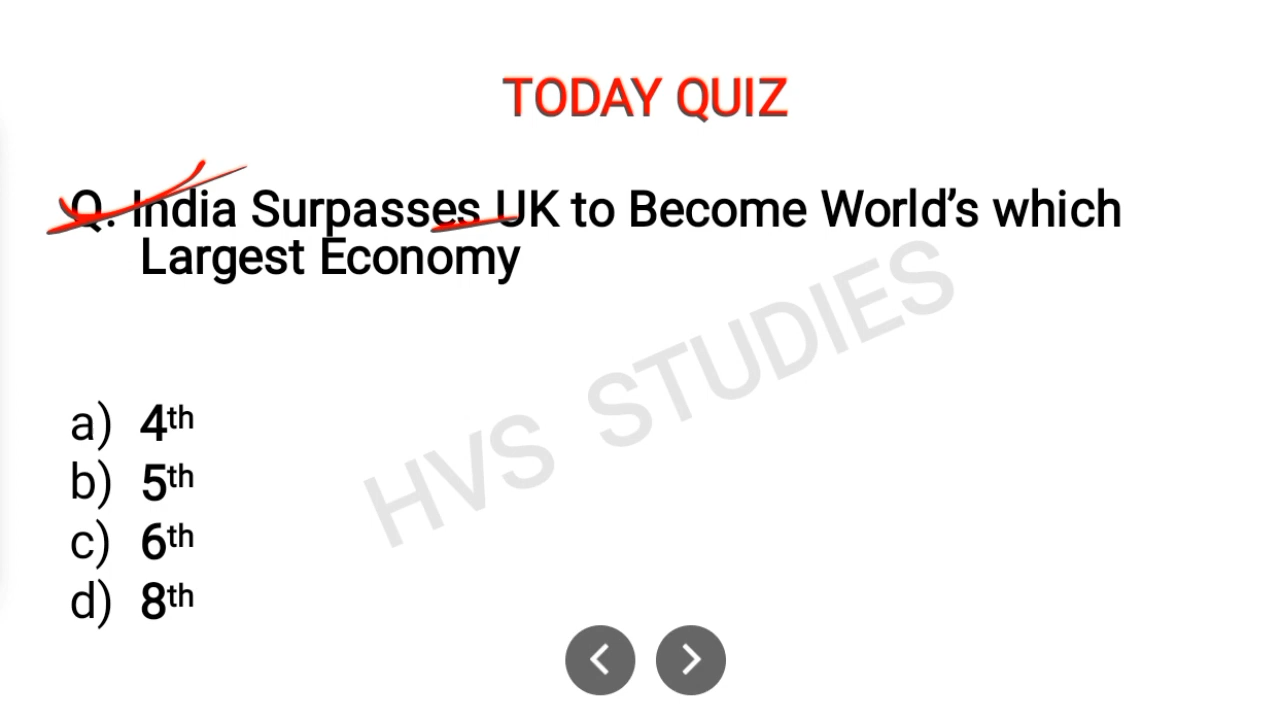 TODAY QUIZ
Q. India Surpasses UK to Become World’s which
Largest Economy
HVS STUDIES
a) 4th
b) 5th
c) 6th
d) 8th